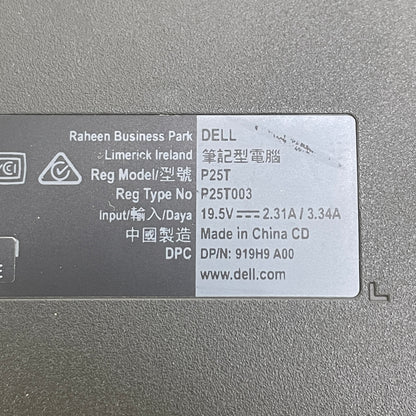 Raheen Business Park DELL
Limerick Ireland 筆記型電腦
Reg Model/型號 P25T
Reg Type No P25T003
Input/輸入/Daya 19.5V⎓2.31A / 3.34A
中國製造 Made in China CD
DPC DP/N: 919H9 A00
www.dell.com